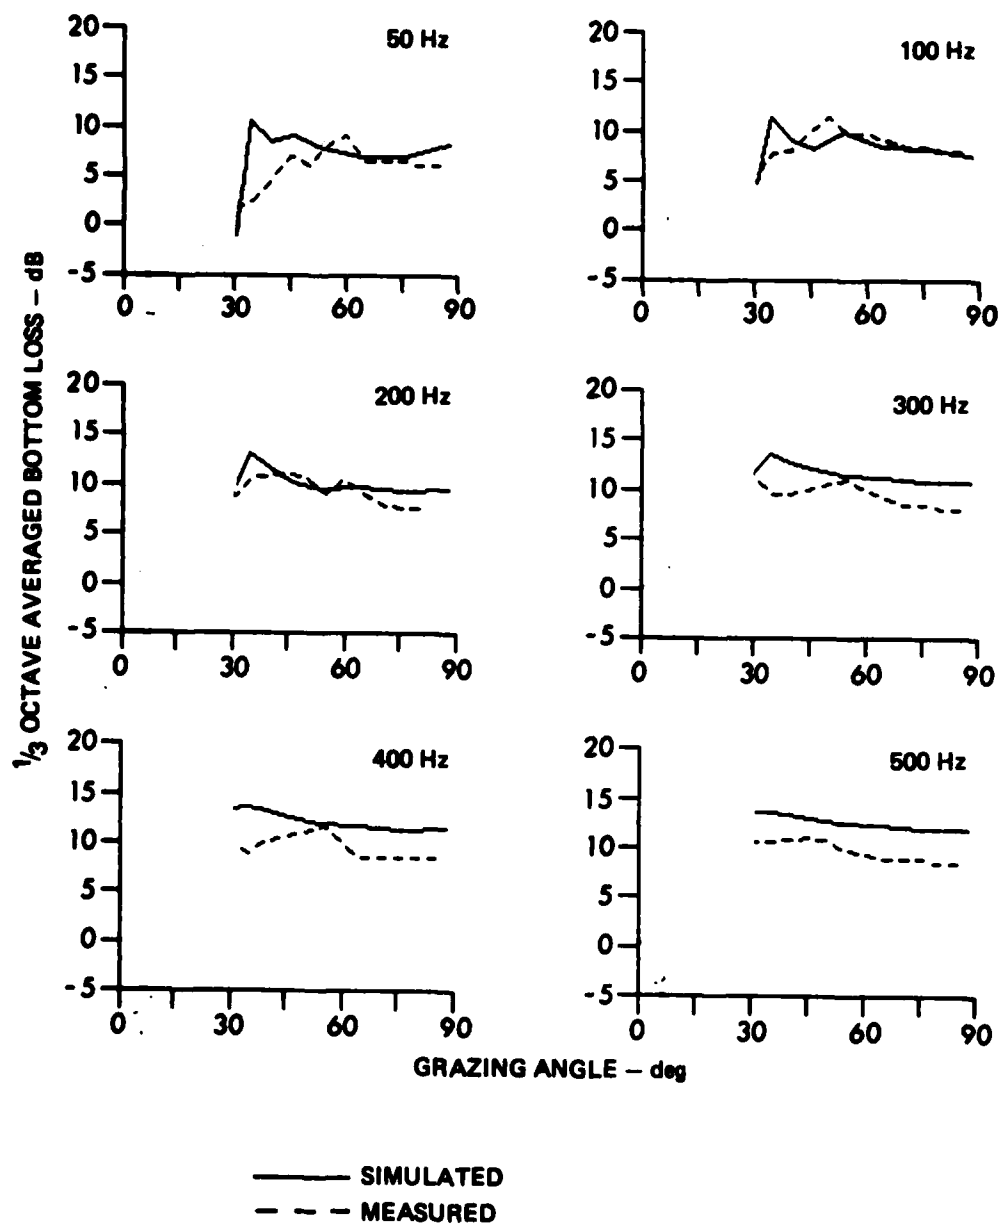 50 Hz
20
15
10
5
0
-5
0 30 60 90
100 Hz
20
15
10
5
0
-5
0 30 60 90
200 Hz
20
15
10
5
0
-5
0 30 60 90
300 Hz
20
15
10
5
0
-5
0 30 60 90
400 Hz
20
15
10
5
0
-5
0 30 60 90
500 Hz
20
15
10
5
0
-5
0 30 60 90
1/3 OCTAVE AVERAGED BOTTOM LOSS – dB
GRAZING ANGLE – deg
SIMULATED
MEASURED